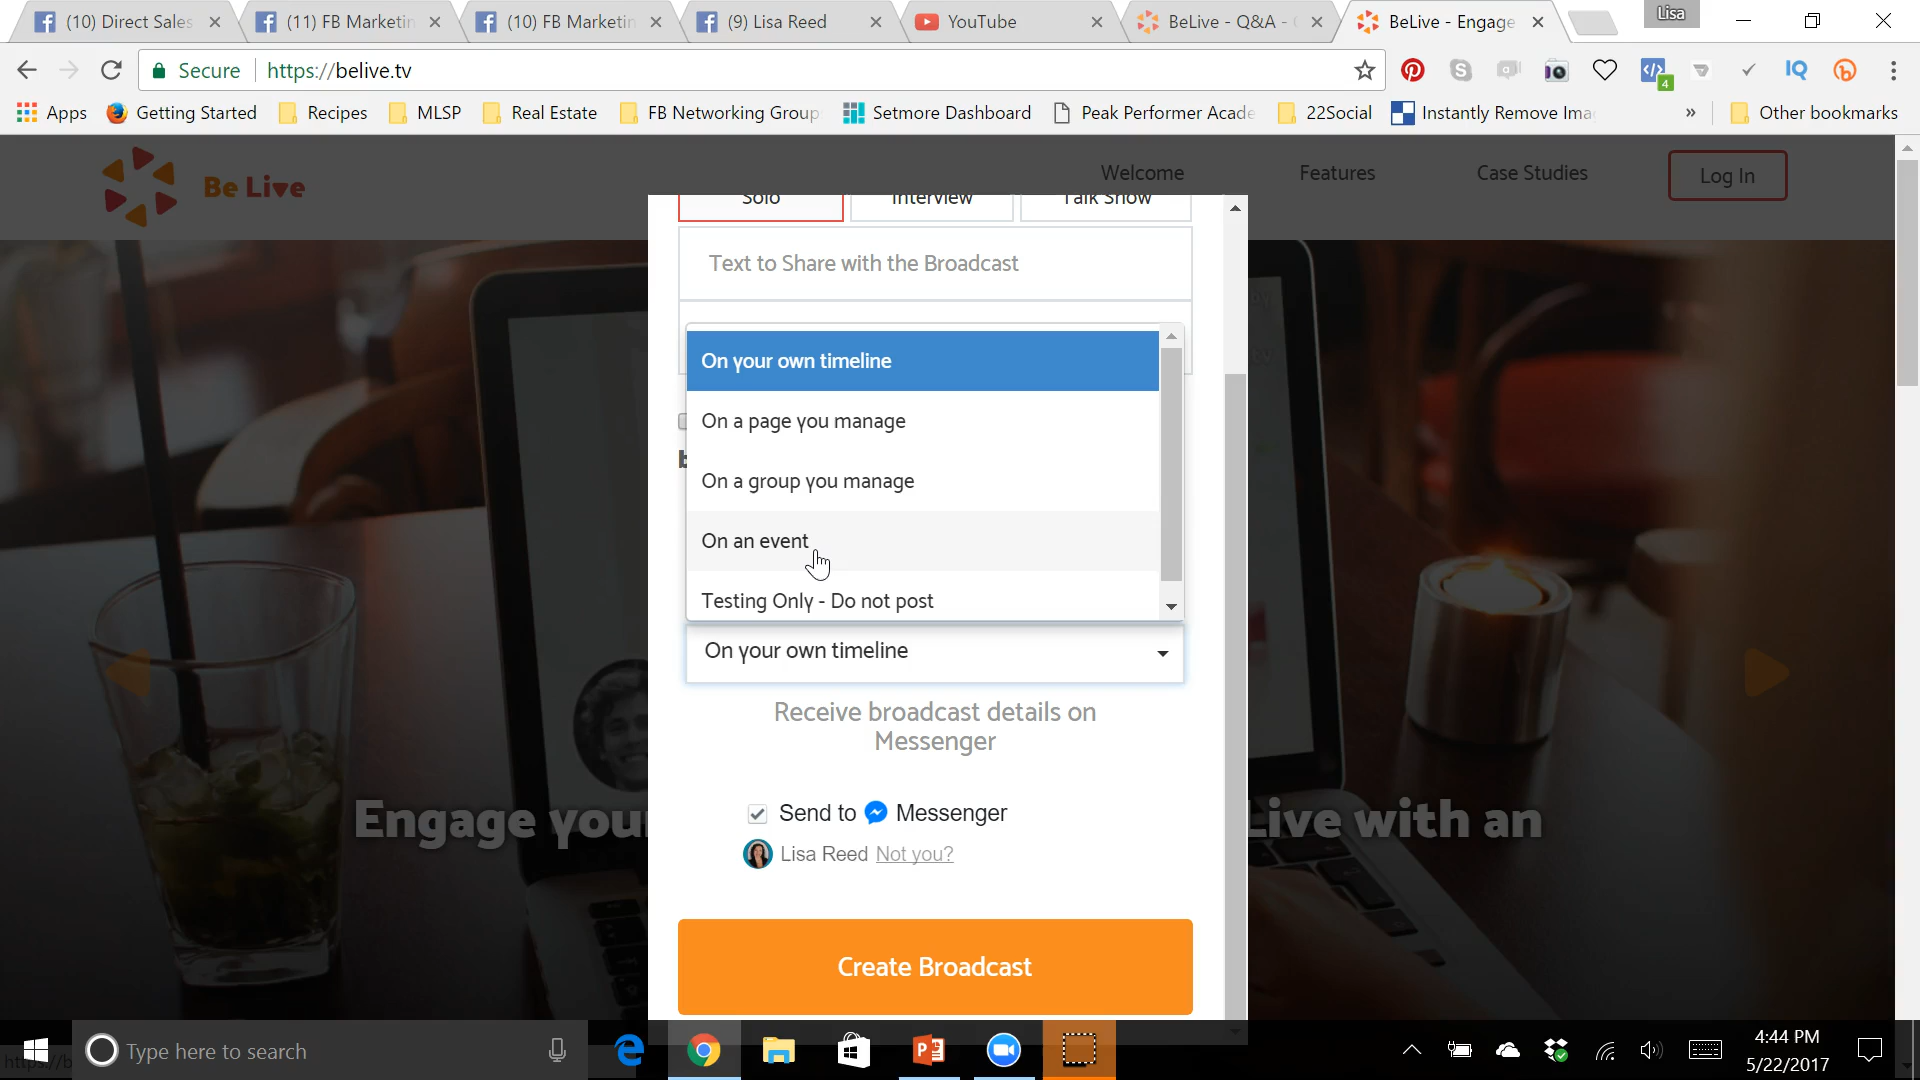 (10) Direct Sales
(11) FB Marketin
(10) FB Marketin
(9) Lisa Reed
YouTube
BeLive - Q&A -
BeLive - Engage
Lisa
Secure
https://belive.tv
4
Apps
Getting Started
Recipes
MLSP
Real Estate
FB Networking Group
Setmore Dashboard
Peak Performer Acade
22Social
Instantly Remove Ima
»
Other bookmarks
Be Live
Welcome
Features
Case Studies
Log In
Solo
Interview
Talk Show
Text to Share with the Broadcast
On your own timeline
On a page you manage
On a group you manage
On an event
Testing Only - Do not post
On your own timeline
Receive broadcast details on
Messenger
Send to Messenger
Lisa Reed Not you?
Engage you
Live with an
Create Broadcast
Type here to search
4:44 PM
5/22/2017